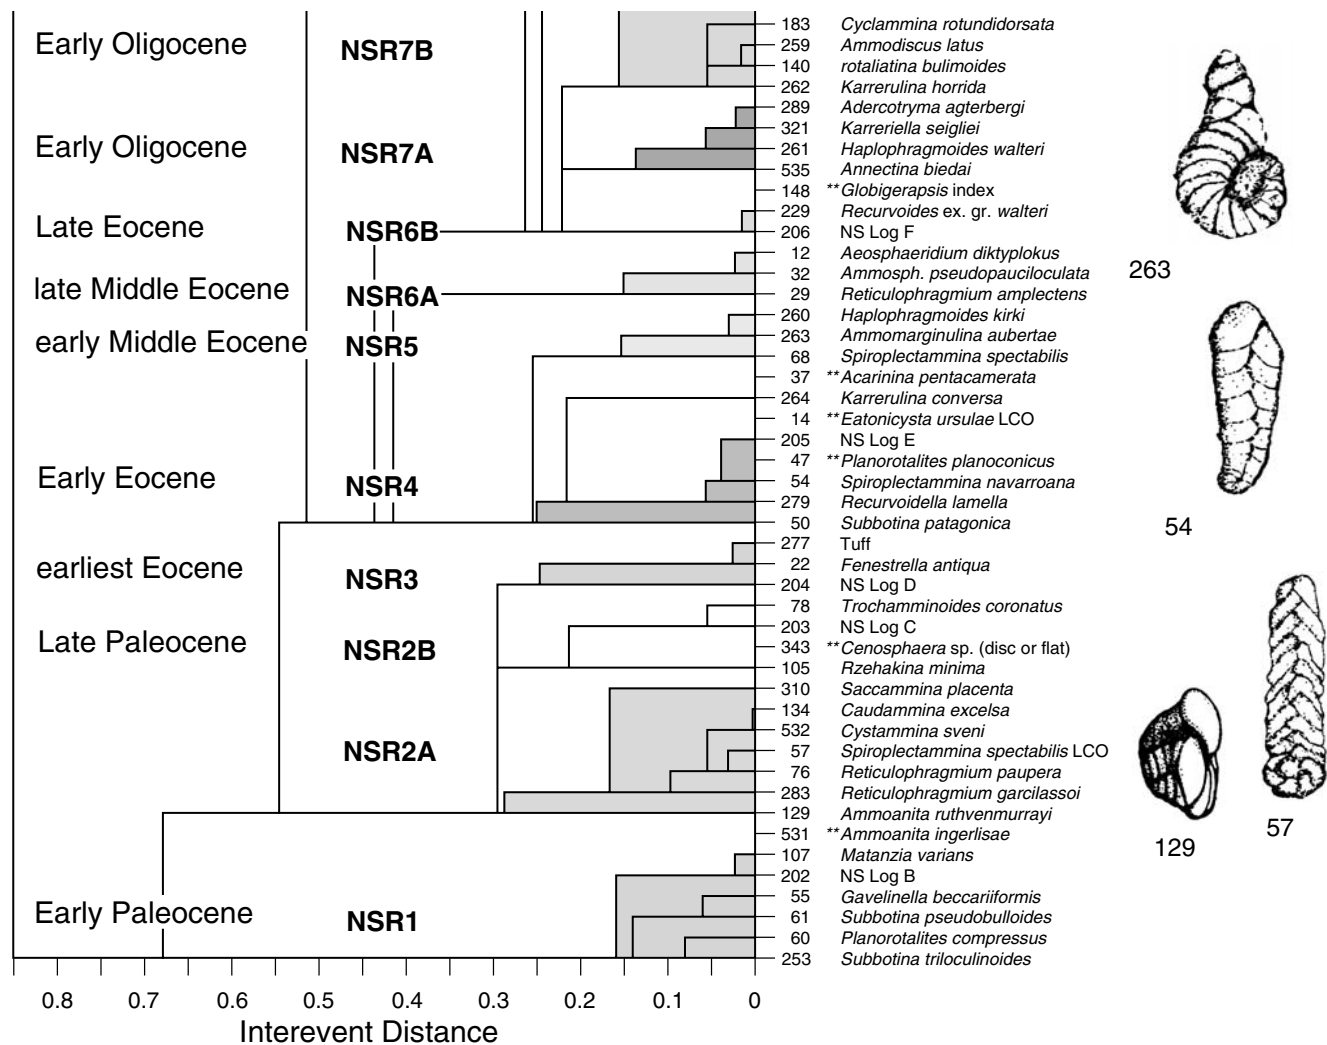 183 Cyclammina rotundidorsata
Early Oligocene NSR7B 259 Ammodiscus latus
140 rotaliatina bulimoides
262 Karrerulina horrida
289 Adercotryma agterbergi
321 Karreriella seigliei
Early Oligocene NSR7A 261 Haplophragmoides walteri
535 Annectina biedai
148 **Globigerapsis index
229 Recurvoides ex. gr. walteri
Late Eocene NSR6B 206 NS Log F
12 Aeosphaeridium diktyplokus
263
32 Ammosph. pseudopauciloculata
late Middle Eocene NSR6A 29 Reticulophragmium amplectens
260 Haplophragmoides kirki
263 Ammomarginulina aubertae
early Middle Eocene NSR5 68 Spiroplectammina spectabilis
37 **Acarinina pentacamerata
264 Karrerulina conversa
14 **Eatonicysta ursulae LCO
205 NS Log E
47 **Planorotalites planoconicus
Early Eocene NSR4 54 Spiroplectammina navarroana
279 Recurvoidella lamella
50 Subbotina patagonica
54
277 Tuff
earliest Eocene NSR3 22 Fenestrella antiqua
204 NS Log D
78 Trochamminoides coronatus
203 NS Log C
Late Paleocene NSR2B 343 **Cenosphaera sp. (disc or flat)
105 Rzehakina minima
310 Saccammina placenta
134 Caudammina excelsa
532 Cystammina sveni
NSR2A 57 Spiroplectammina spectabilis LCO
76 Reticulophragmium paupera
283 Reticulophragmium garcilassoi
129 Ammoanita ruthvenmurrayi
57
531 **Ammoanita ingerlisae
129
107 Matanzia varians
202 NS Log B
55 Gavelinella beccariiformis
Early Paleocene NSR1 61 Subbotina pseudobulloides
60 Planorotalites compressus
253 Subbotina triloculinoides
0.8 0.7 0.6 0.5 0.4 0.3 0.2 0.1 0
Interevent Distance